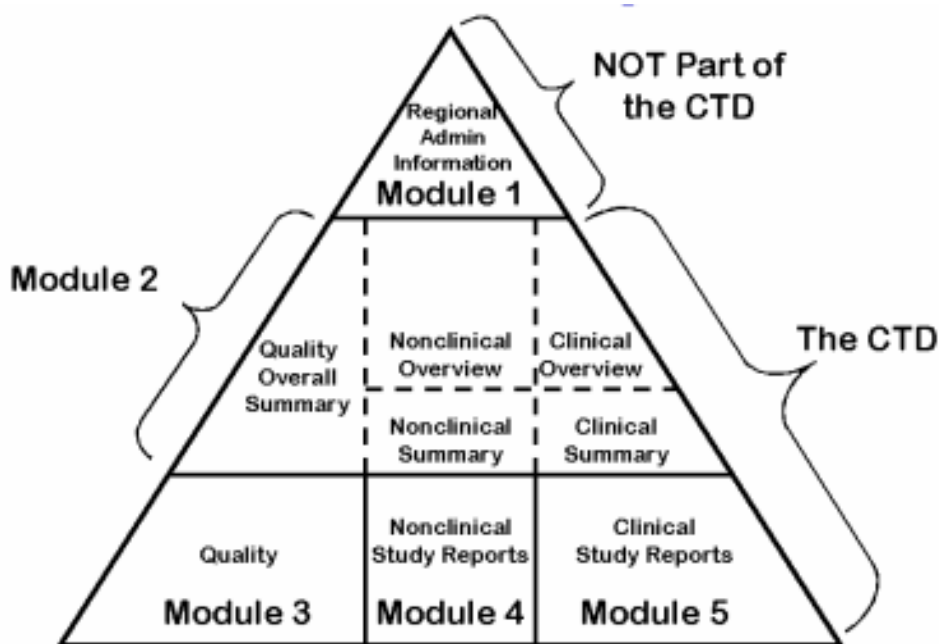 NOT Part of
the CTD
Regional
Admin
Information
Module 1
Module 2
The CTD
Quality
Overall
Summary
Nonclinical
Overview
Clinical
Overview
Nonclinical
Summary
Clinical
Summary
Quality
Nonclinical
Study Reports
Clinical
Study Reports
Module 3
Module 4
Module 5